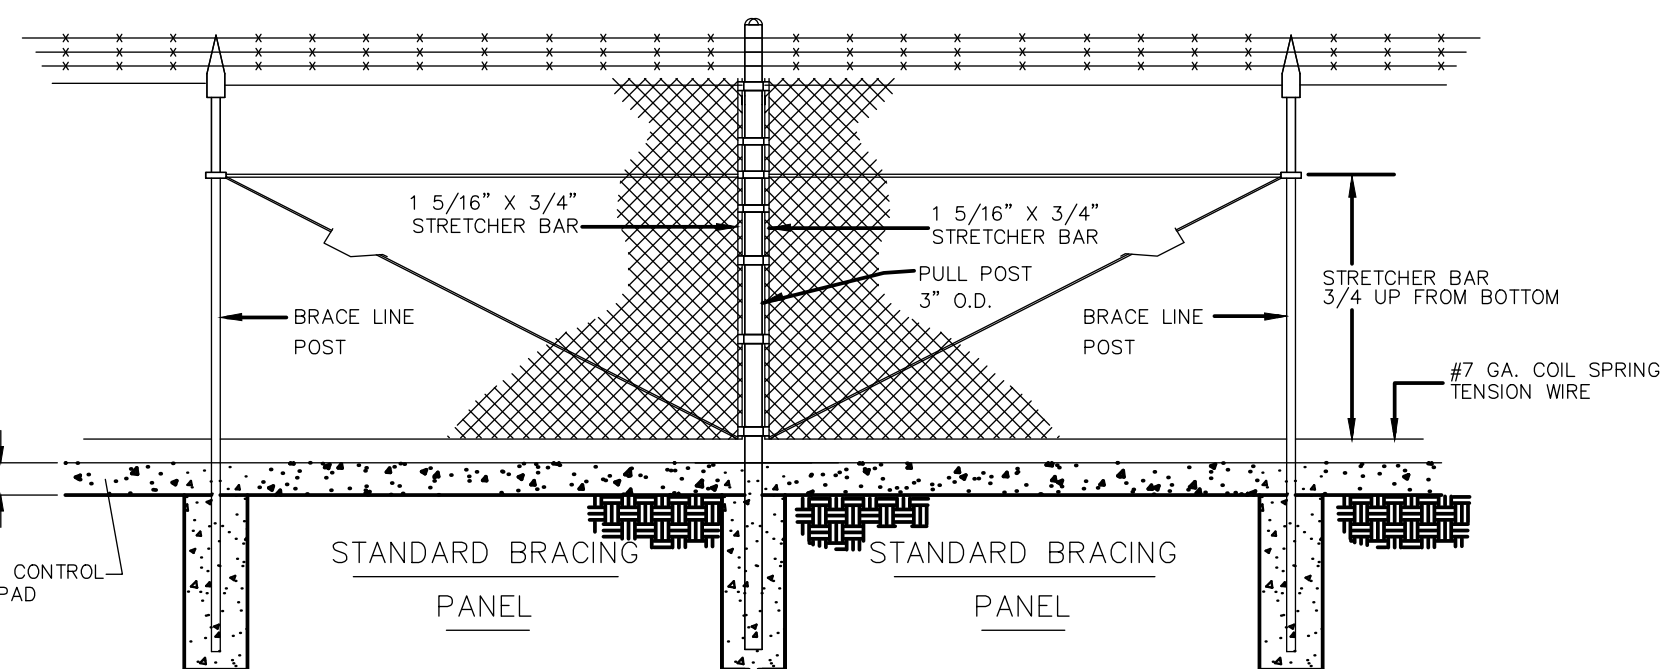 1 5/16" X 3/4"
STRETCHER BAR
1 5/16" X 3/4"
STRETCHER BAR
PULL POST
3" O.D.
STRETCHER BAR
3/4 UP FROM BOTTOM
BRACE LINE
POST
BRACE LINE
POST
#7 GA. COIL SPRING
TENSION WIRE
STANDARD BRACING
PANEL
STANDARD BRACING
PANEL
CONTROL
PAD